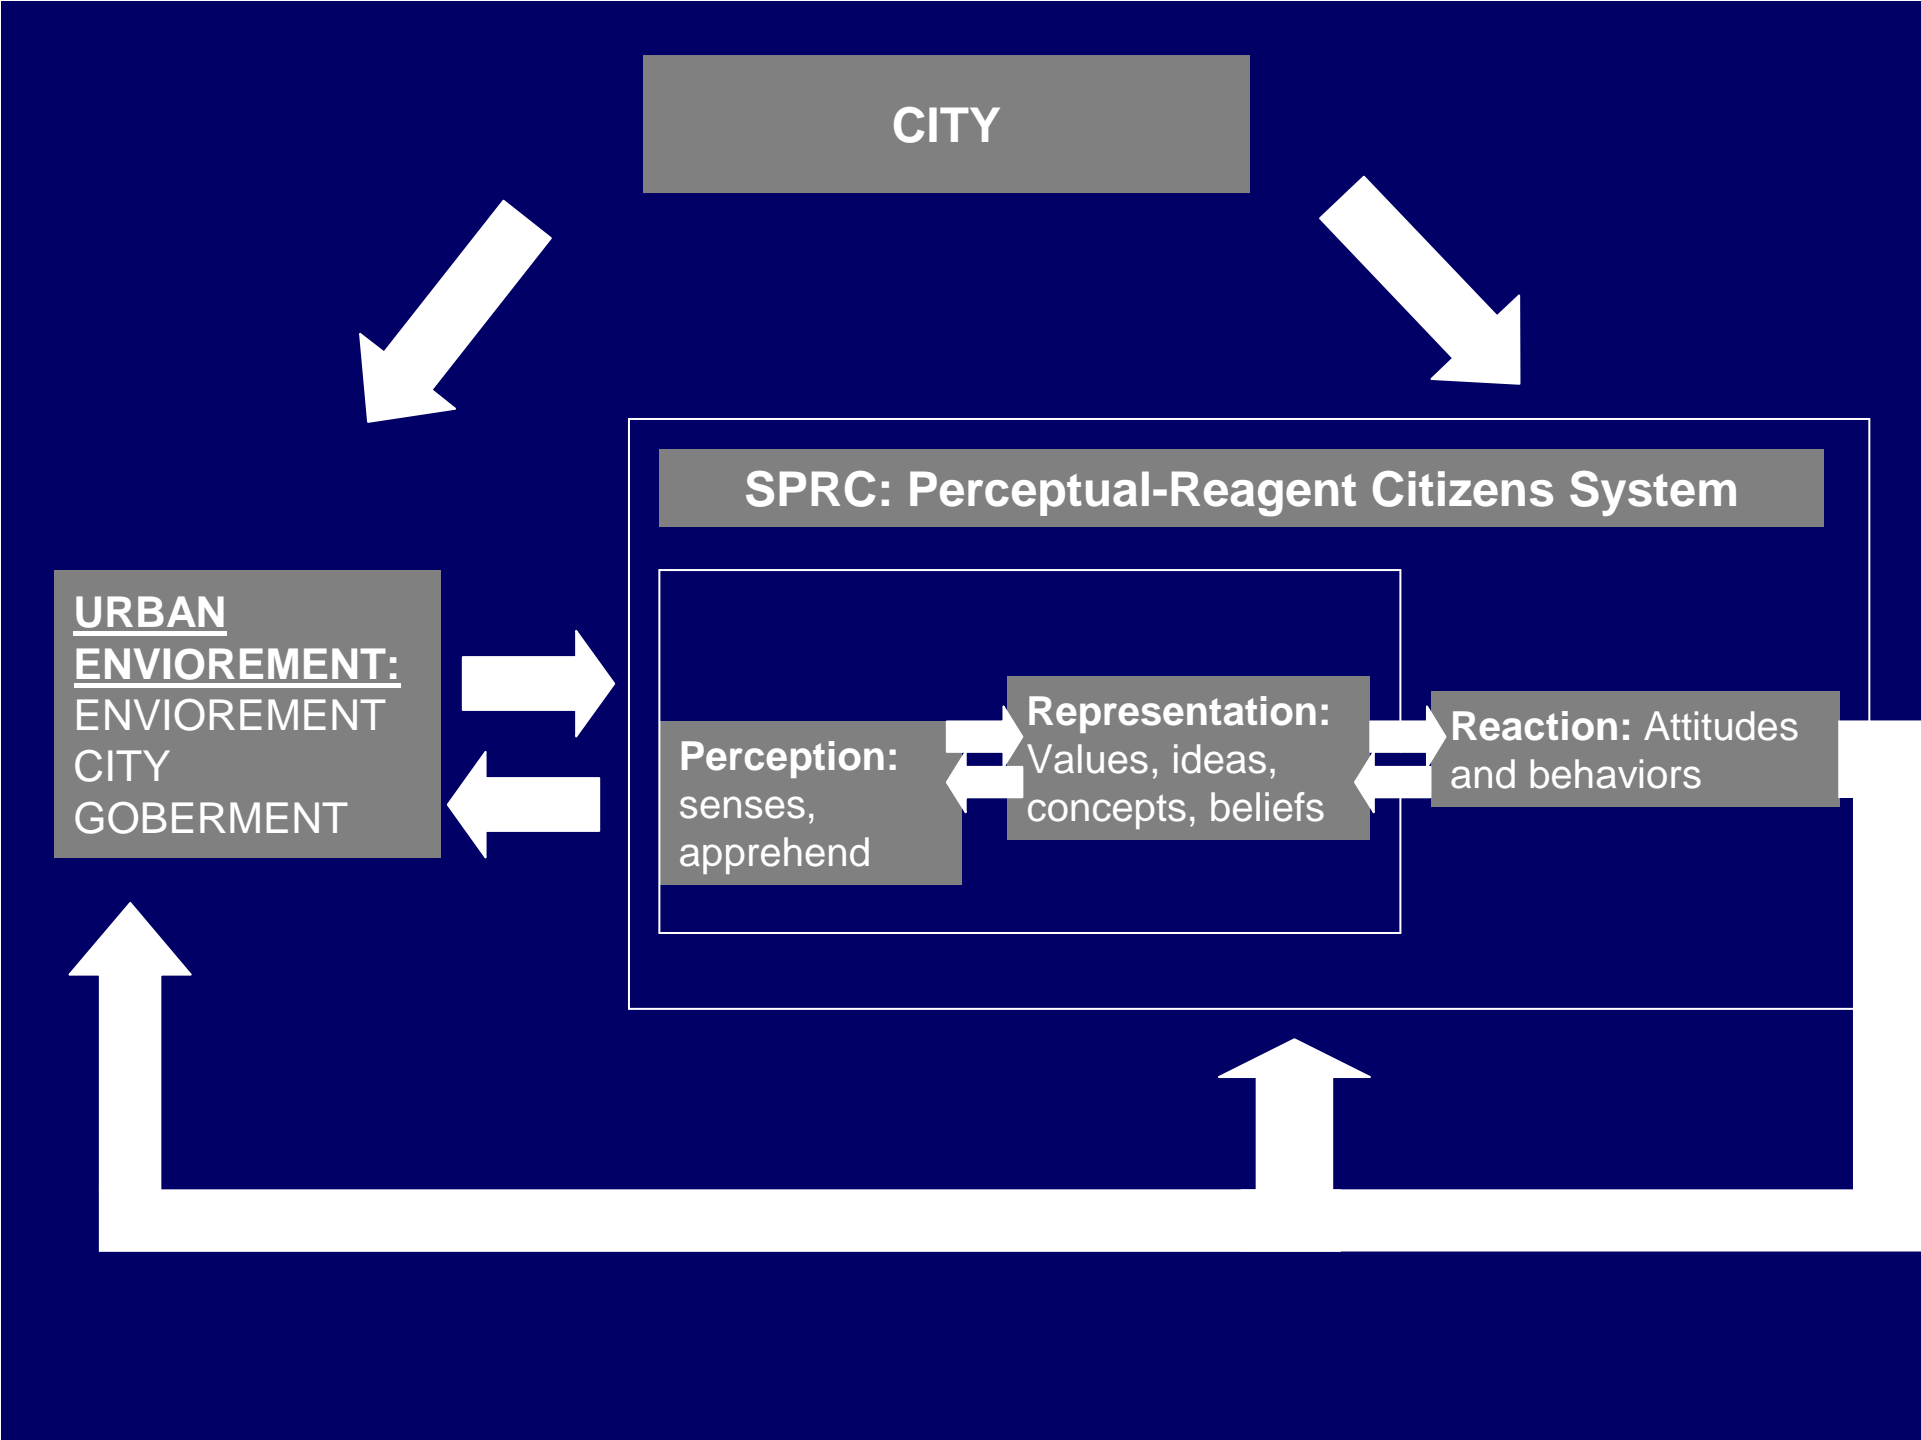 CITY
SPRC: Perceptual-Reagent Citizens System
URBAN
ENVIOREMENT:
ENVIOREMENT
CITY
GOBERMENT
Perception:
senses,
apprehend
Representation:
Values, ideas,
concepts, beliefs
Reaction: Attitudes
and behaviors